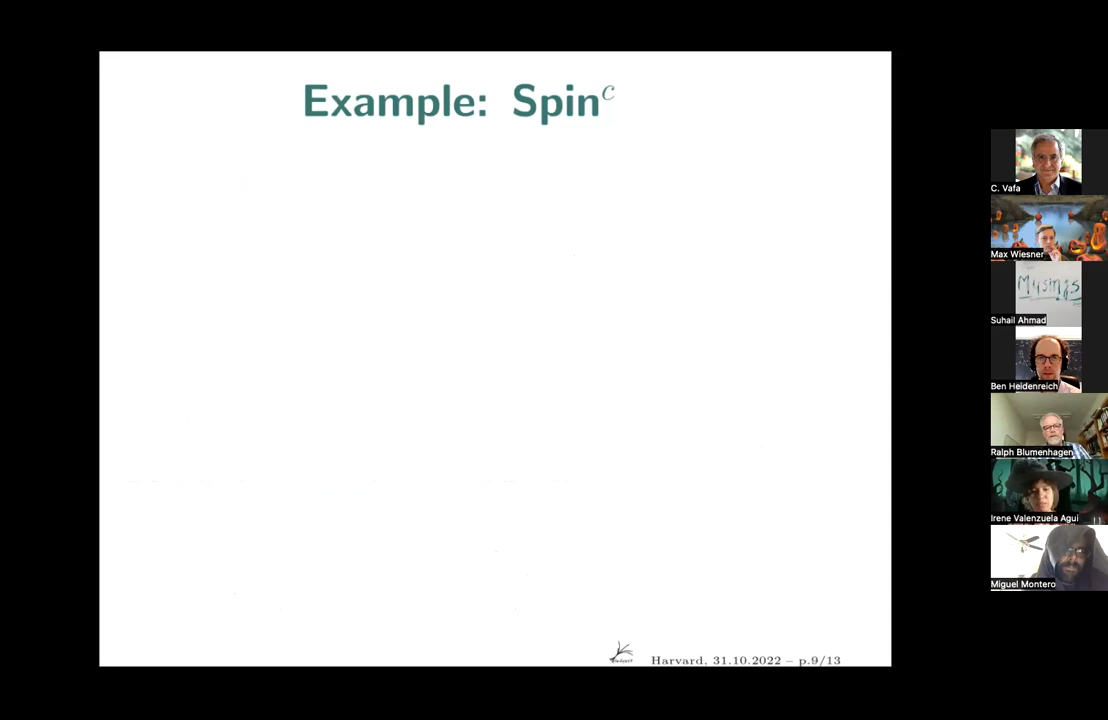 Example: Spin^c
Harvard, 31.10.2022 – p.9/13
C. Vafa
Max Wiesner
Musings
Suhail Ahmad
Ben Heidenreich
Ralph Blumenhagen
Irene Valenzuela Agui
Miguel Montero